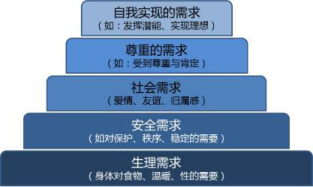 自我实现的需求
（如：发挥潜能、实现理想）
尊重的需求
（如：受到尊重与肯定）
社会需求
（爱情、友谊、归属感）
安全需求
（如对保护、秩序、稳定的需要）
生理需求
（身体对食物、温暖、性的需要）